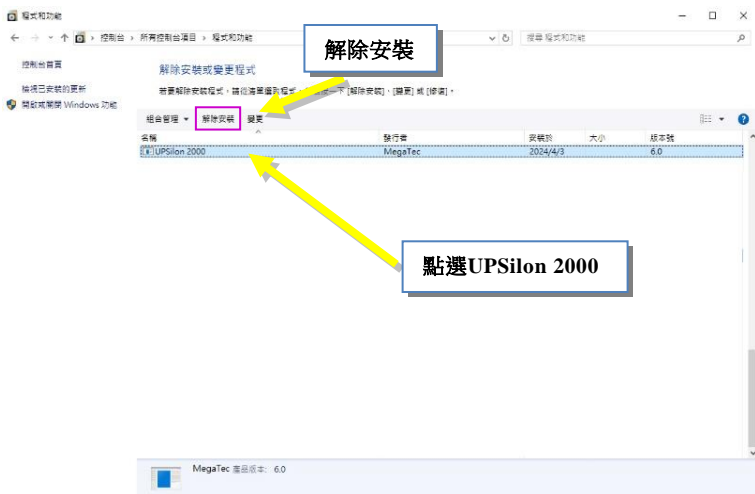 程式和功能
控制台 › 所有控制台項目 › 程式和功能
搜尋 程式和功能
解除安裝
控制台首頁
檢視已安裝的更新
開啟或關閉 Windows 功能
解除安裝或變更程式
若要解除安裝程式，請從清單選取程式，
一下 [解除安裝]、[變更] 或 [修復]。
組合管理 解除安裝 變更
名稱 發行者 安裝於 大小 版本號
UPSilon 2000 MegaTec 2024/4/3 6.0
點選UPSilon 2000
MegaTec 產品版本: 6.0